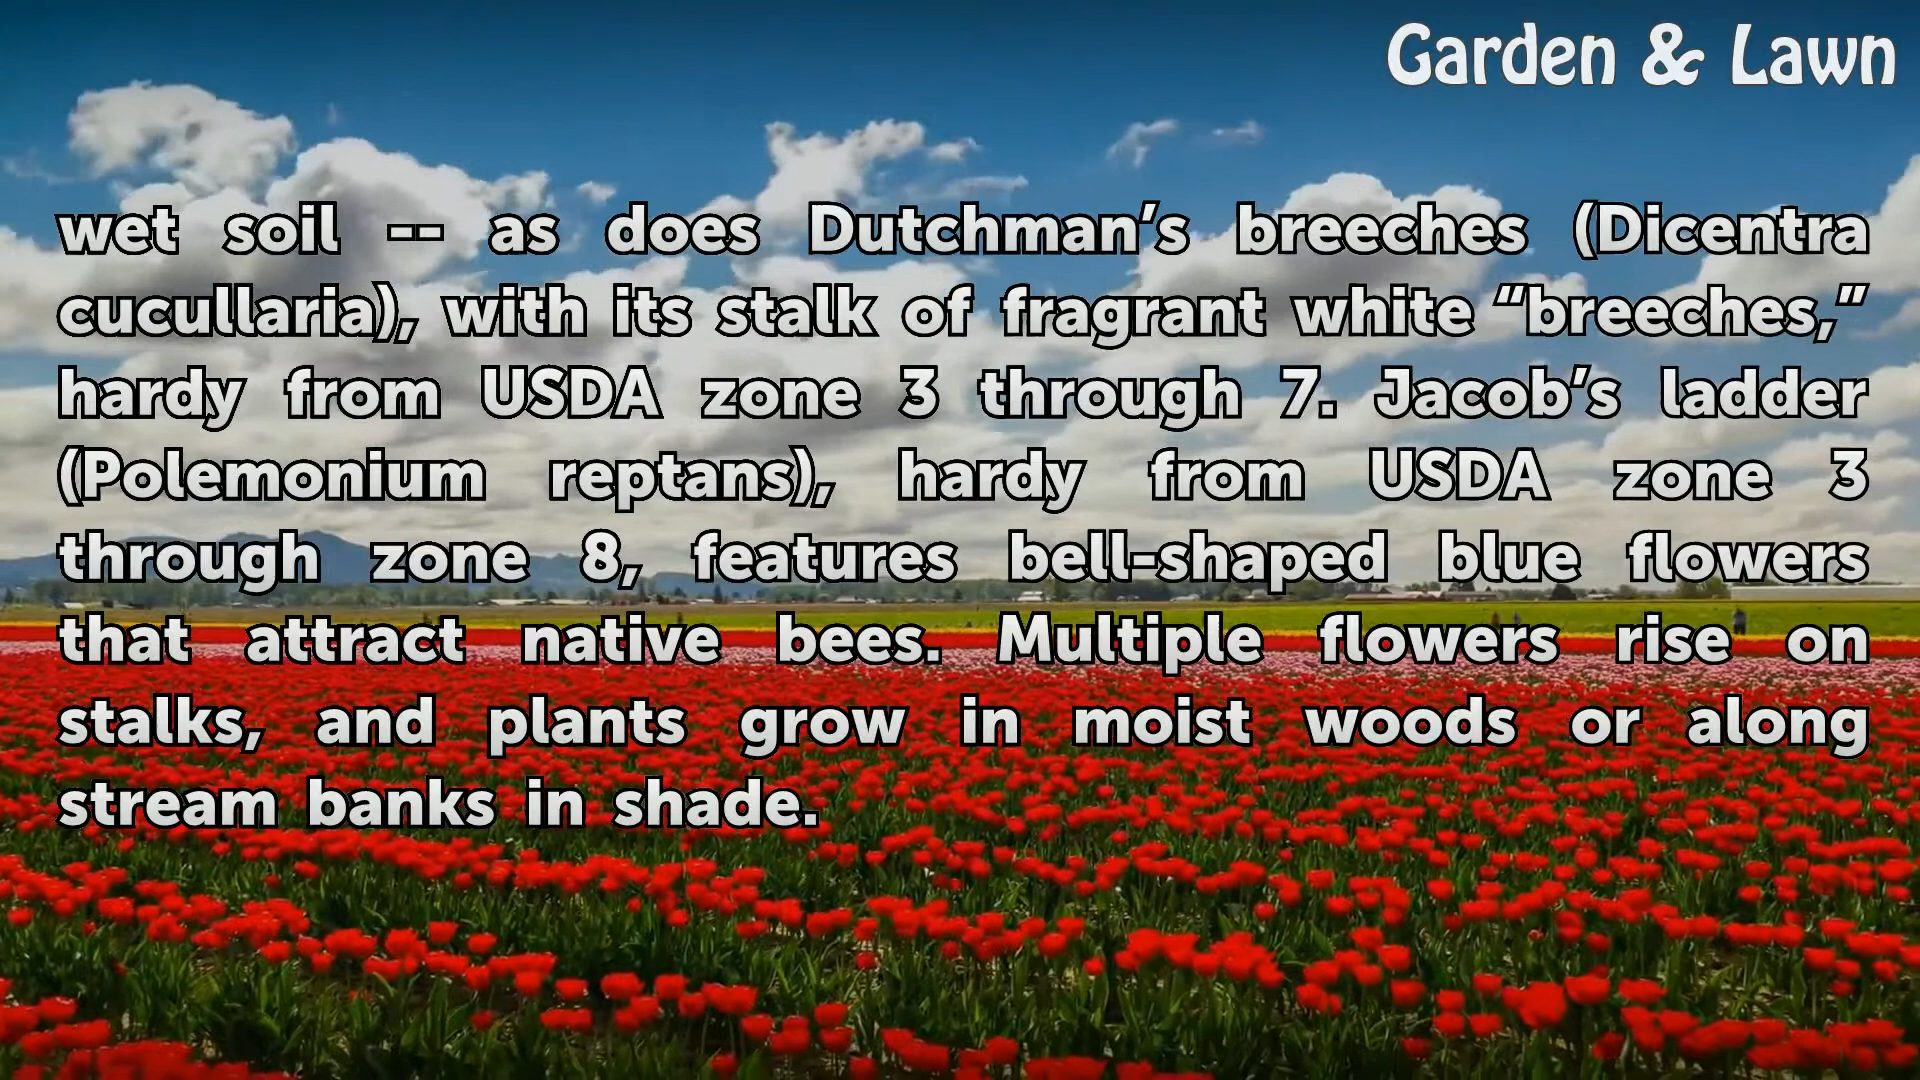 Garden & Lawn
wet soil -- as does Dutchman’s breeches (Dicentra
cucullaria), with its stalk of fragrant white “breeches,”
hardy from USDA zone 3 through 7. Jacob’s ladder
(Polemonium reptans), hardy from USDA zone 3
through zone 8, features bell-shaped blue flowers
that attract native bees. Multiple flowers rise on
stalks, and plants grow in moist woods or along
stream banks in shade.